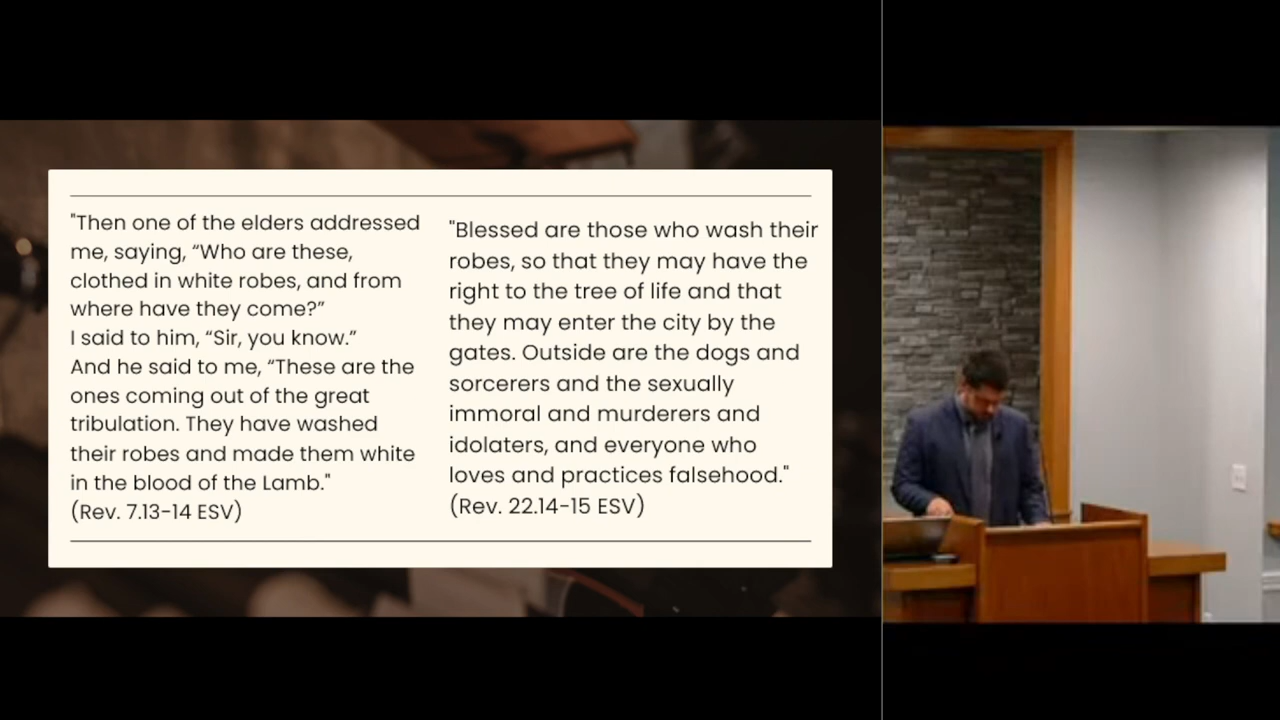 "Then one of the elders addressed
me, saying, “Who are these,
clothed in white robes, and from
where have they come?”
I said to him, “Sir, you know.”
And he said to me, “These are the
ones coming out of the great
tribulation. They have washed
their robes and made them white
in the blood of the Lamb."
(Rev. 7.13-14 ESV)
"Blessed are those who wash their
robes, so that they may have the
right to the tree of life and that
they may enter the city by the
gates. Outside are the dogs and
sorcerers and the sexually
immoral and murderers and
idolaters, and everyone who
loves and practices falsehood."
(Rev. 22.14-15 ESV)